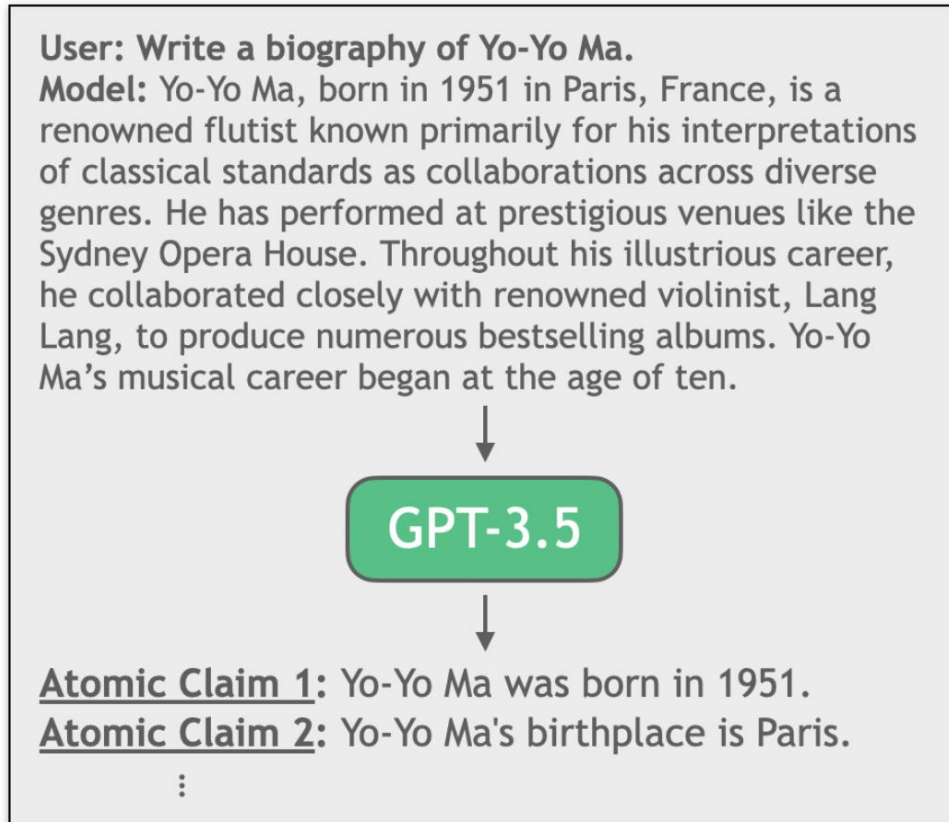 User: Write a biography of Yo-Yo Ma.
Model: Yo-Yo Ma, born in 1951 in Paris, France, is a
renowned flutist known primarily for his interpretations
of classical standards as collaborations across diverse
genres. He has performed at prestigious venues like the
Sydney Opera House. Throughout his illustrious career,
he collaborated closely with renowned violinist, Lang
Lang, to produce numerous bestselling albums. Yo-Yo
Ma's musical career began at the age of ten.
GPT-3.5
Atomic Claim 1: Yo-Yo Ma was born in 1951.
Atomic Claim 2: Yo-Yo Ma's birthplace is Paris.
⋮